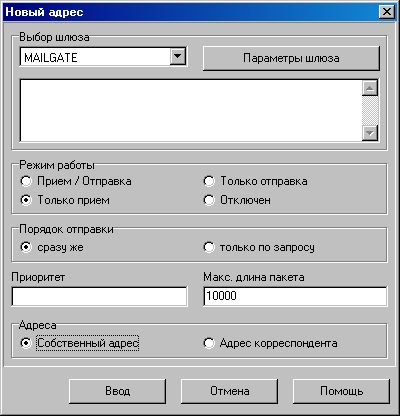 Новый адрес
Выбор шлюза
MAILGATE
Параметры шлюза
Режим работы
Прием / Отправка
Только отправка
Только прием
Отключен
Порядок отправки
сразу же
только по запросу
Приоритет
Макс. длина пакета
10000
Адреса
Собственный адрес
Адрес корреспондента
Ввод
Отмена
Помощь